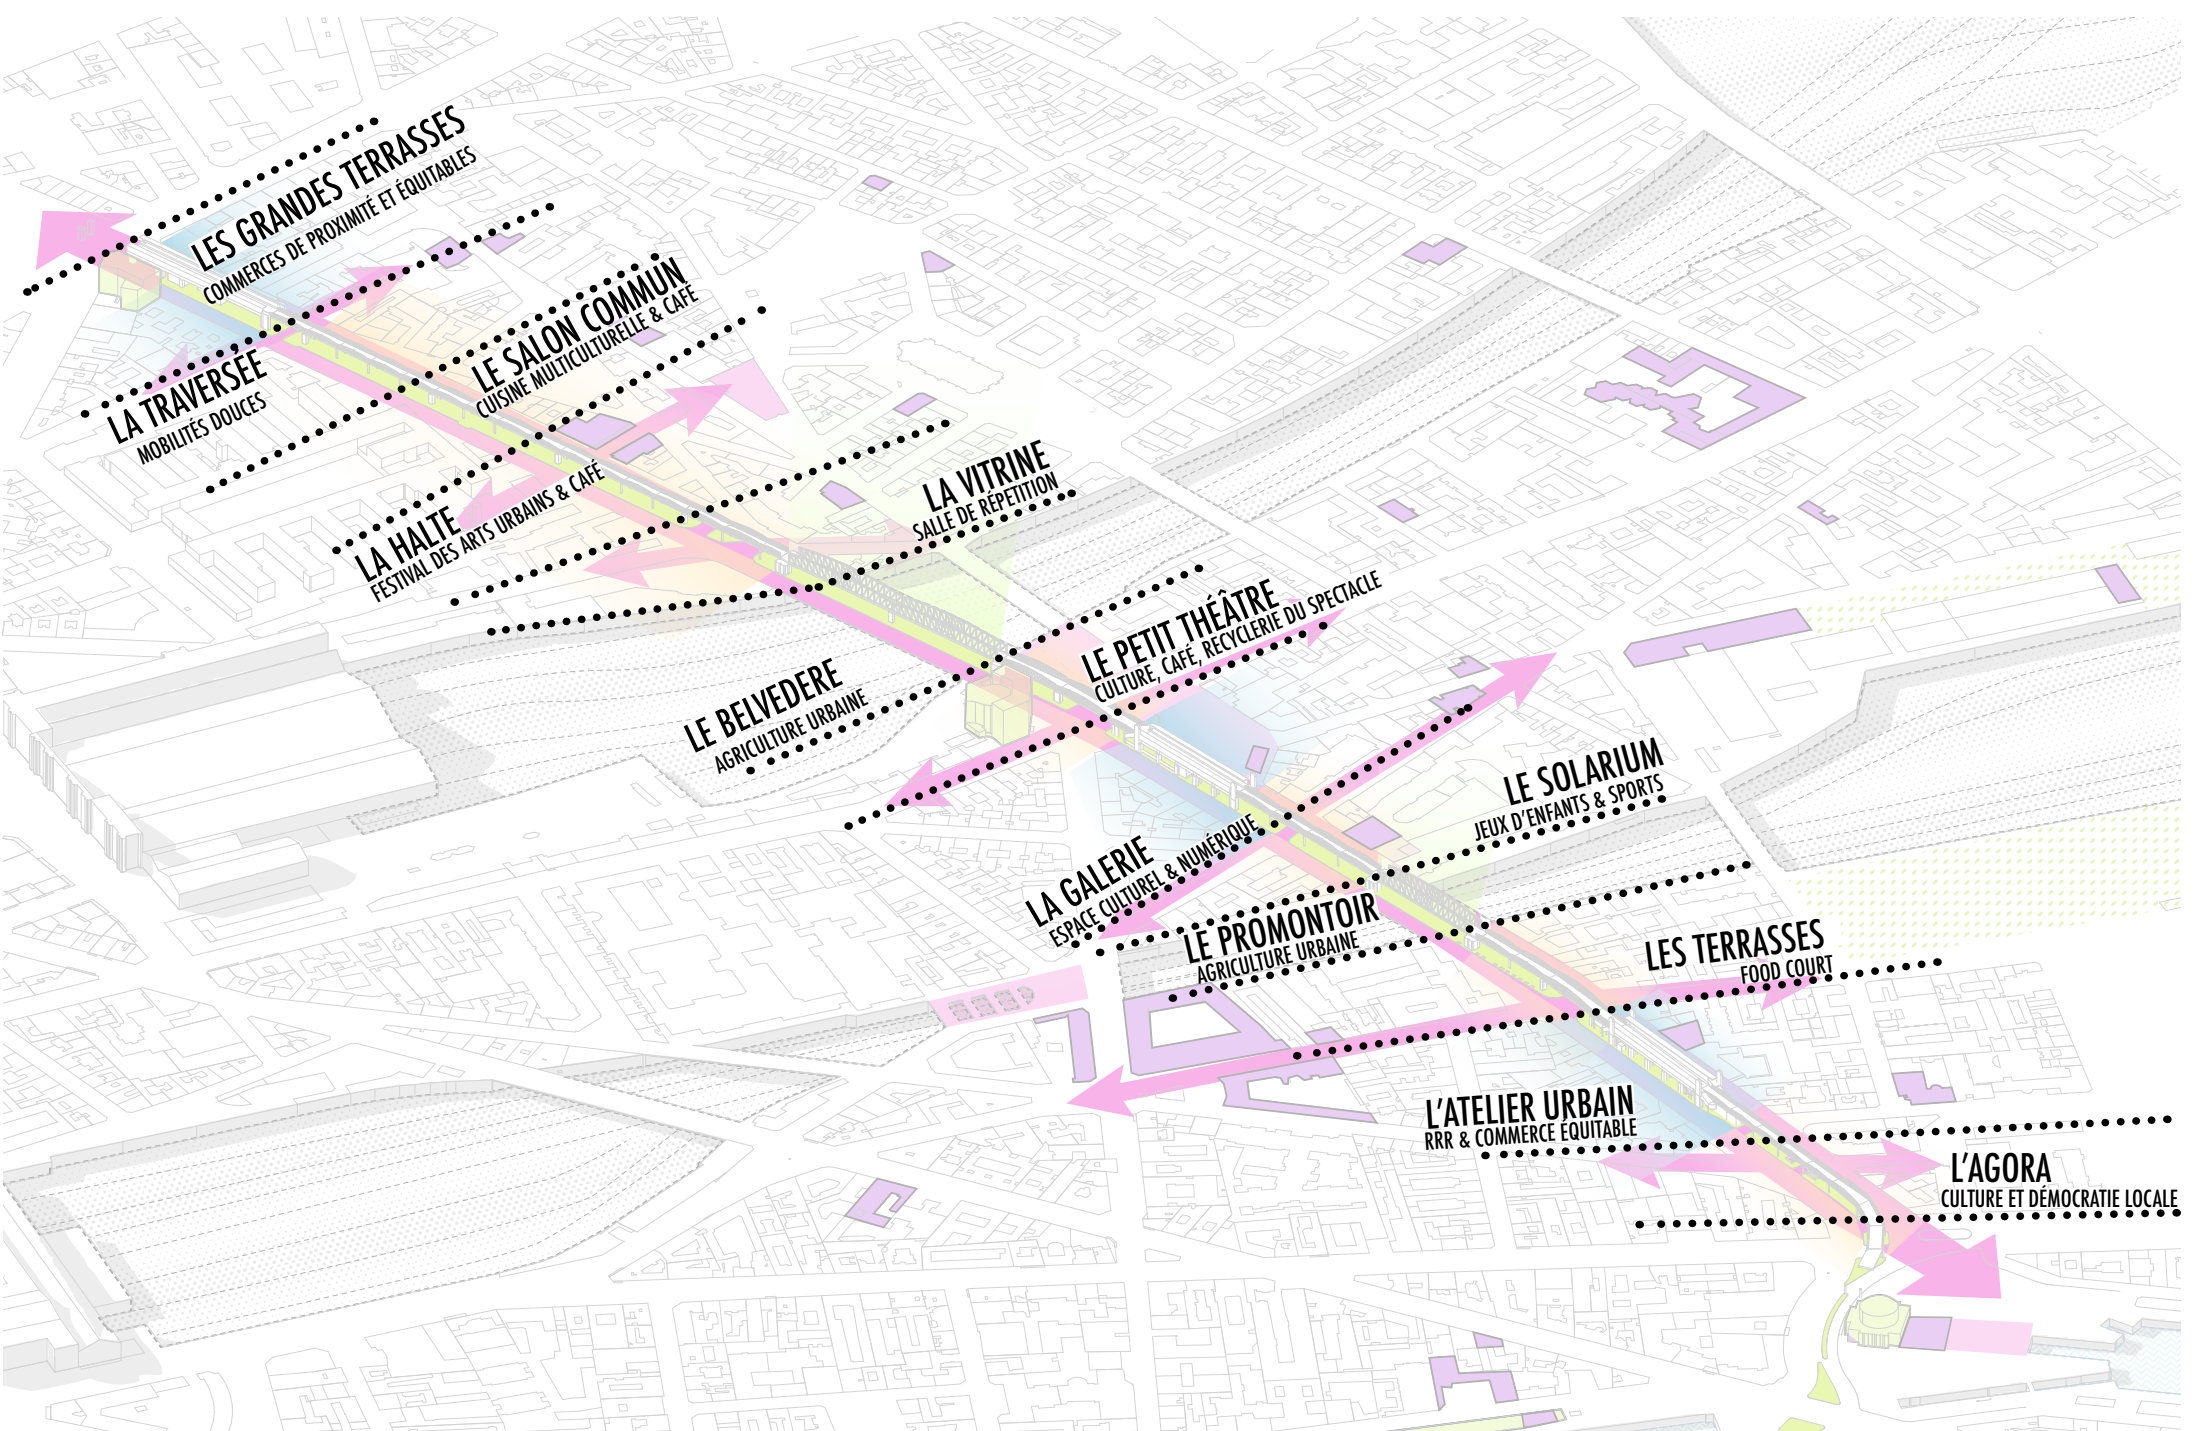 LES GRANDES TERRASSES
COMMERCES DE PROXIMITÉ ET ÉQUITABLES
LA TRAVERSÉE
MOBILITÉS DOUCES
LE SALON COMMUN
CUISINE MULTICULTURELLE & CAFÉ
LA HALTE
FESTIVAL DES ARTS URBAINS & CAFÉ
LA VITRINE
SALLE DE RÉPETITION
LE BELVEDERE
AGRICULTURE URBAINE
LE PETIT THÉÂTRE
CULTURE, CAFÉ, RECYCLERIE DU SPECTACLE
LA GALERIE
ESPACE CULTUREL & NUMÉRIQUE
LE SOLARIUM
JEUX D'ENFANTS & SPORTS
LE PROMONTOIR
AGRICULTURE URBAINE
LES TERRASSES
FOOD COURT
L'ATELIER URBAIN
RRR & COMMERCE ÉQUITABLE
L'AGORA
CULTURE ET DÉMOCRATIE LOCALE